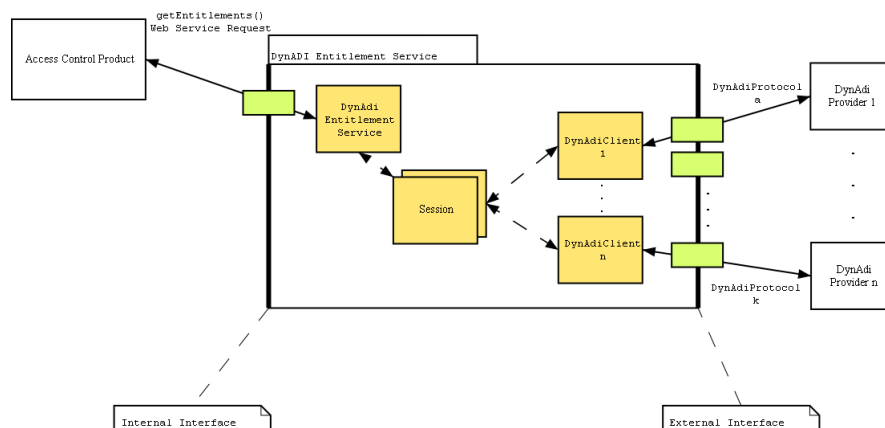 getEntitlements()
Web Service Request
Access Control Product
DynADI Entitlement Service
DynAdi
Entitlement
Service
Session
DynAdiClient
1
DynAdiClient
n
DynAdiProtocol
a
DynAdi
Provider 1
DynAdiProtocol
k
DynAdi
Provider n
Internal Interface
External Interface